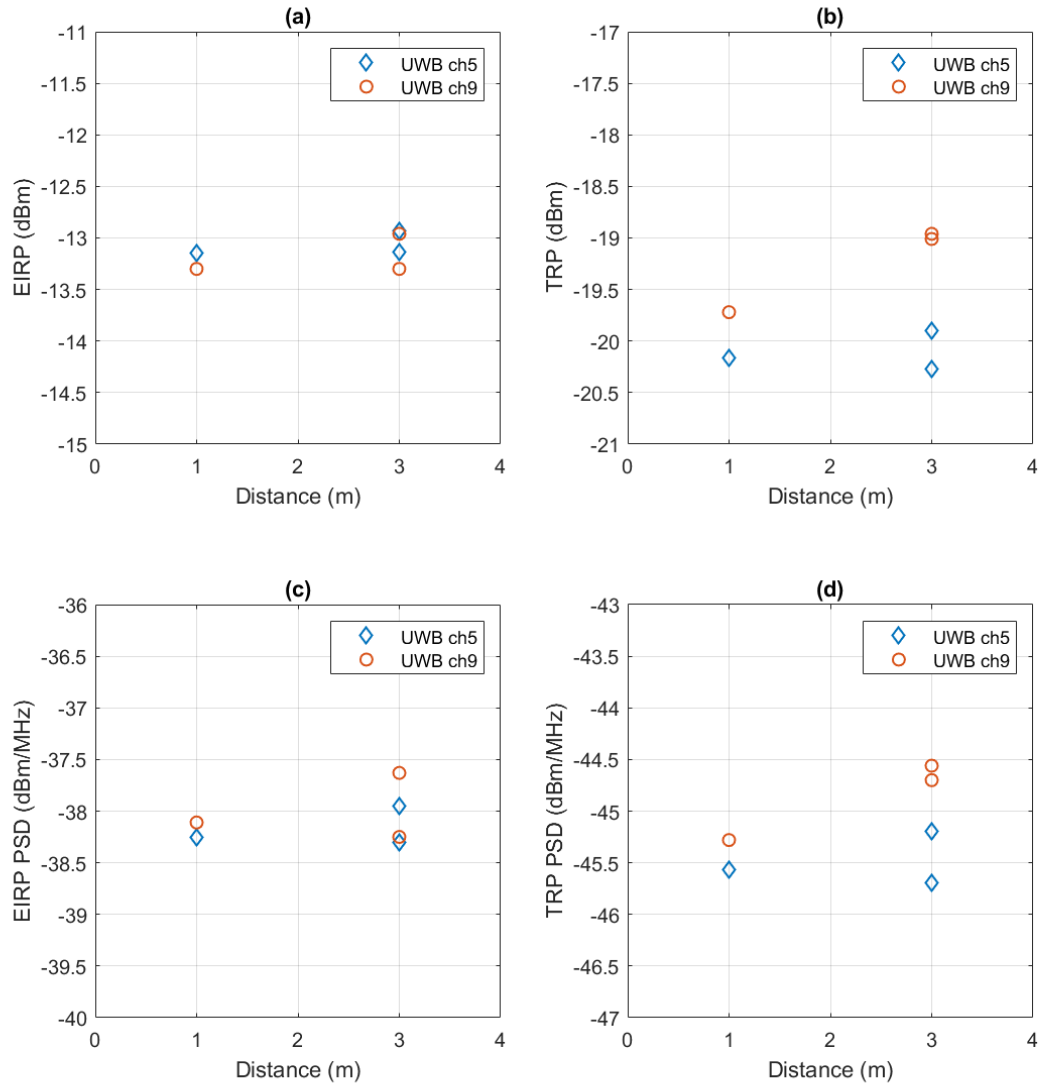 (a)
-11
-11.5
-12
-12.5
-13
-13.5
-14
-14.5
-15
0 1 2 3 4
EIRP (dBm)
Distance (m)
UWB ch5
UWB ch9
(b)
-17
-17.5
-18
-18.5
-19
-19.5
-20
-20.5
-21
0 1 2 3 4
TRP (dBm)
Distance (m)
UWB ch5
UWB ch9
(c)
-36
-36.5
-37
-37.5
-38
-38.5
-39
-39.5
-40
0 1 2 3 4
EIRP PSD (dBm/MHz)
Distance (m)
UWB ch5
UWB ch9
(d)
-43
-43.5
-44
-44.5
-45
-45.5
-46
-46.5
-47
0 1 2 3 4
TRP PSD (dBm/MHz)
Distance (m)
UWB ch5
UWB ch9